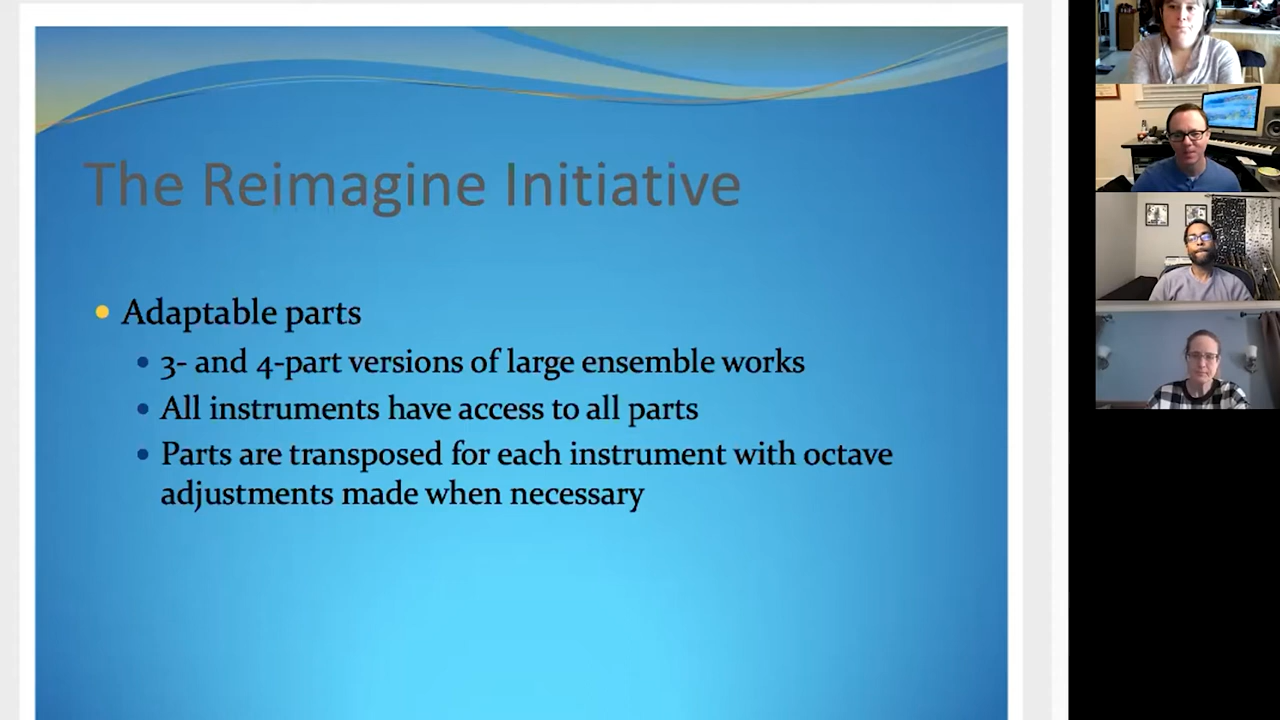 The Reimagine Initiative
Adaptable parts
3- and 4-part versions of large ensemble works
All instruments have access to all parts
Parts are transposed for each instrument with octave
adjustments made when necessary